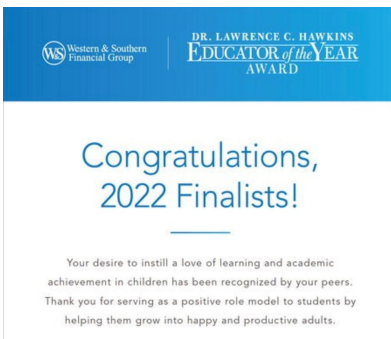 Western & Southern
Financial Group
DR. LAWRENCE C. HAWKINS
EDUCATOR of the YEAR
AWARD
Congratulations,
2022 Finalists!
Your desire to instill a love of learning and academic
achievement in children has been recognized by your peers.
Thank you for serving as a positive role model to students by
helping them grow into happy and productive adults.